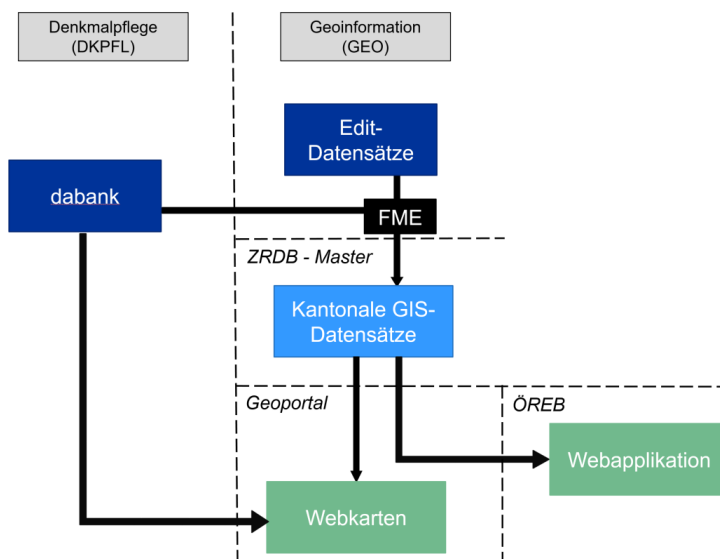 Denkmalpflege
(DKPFL)
Geoinformation
(GEO)
Edit-
Datensätze
dabank
FME
ZRDB - Master
Kantonale GIS-
Datensätze
Geoportal
ÖREB
Webapplikation
Webkarten